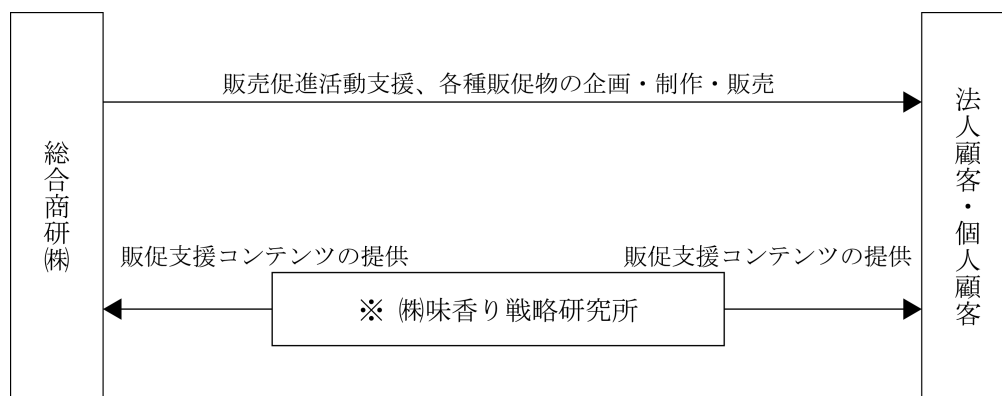 販売促進活動支援、各種販促物の企画・制作・販売
総合商研㈱
法人顧客・個人顧客
販促支援コンテンツの提供
販促支援コンテンツの提供
※ ㈱味香り戦略研究所